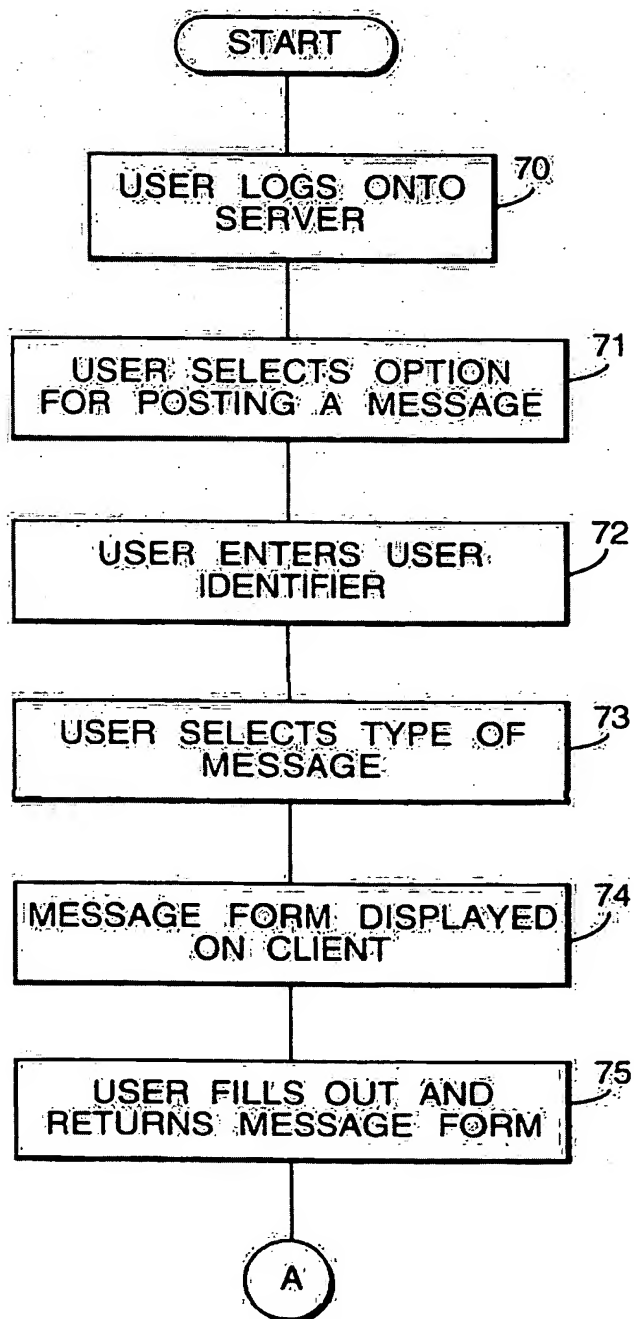 START
USER LOGS ONTO
SERVER
70
USER SELECTS OPTION
FOR POSTING A MESSAGE
71
USER ENTERS USER
IDENTIFIER
72
USER SELECTS TYPE OF
MESSAGE
73
MESSAGE FORM DISPLAYED
ON CLIENT
74
USER FILLS OUT AND
RETURNS MESSAGE FORM
75
A